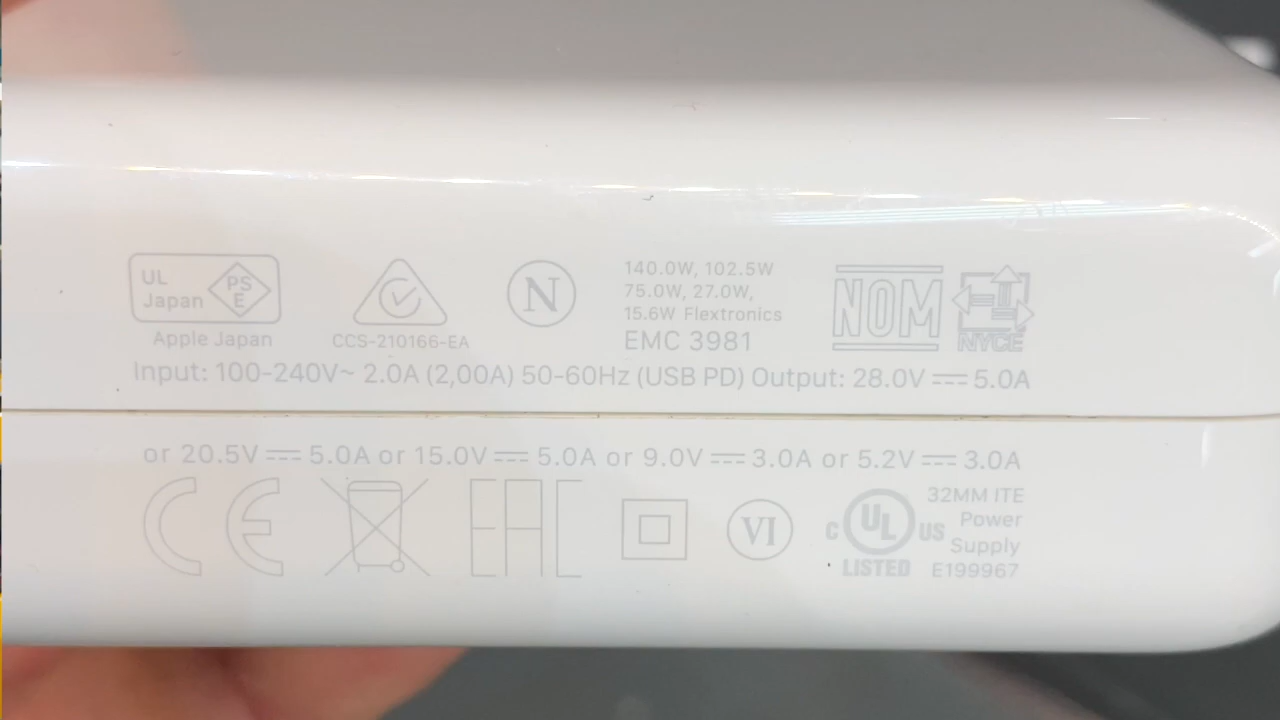 UL
Japan
PS
E
Apple Japan
CCS-210166-EA
N
140.0W, 102.5W
75.0W, 27.0W,
15.6W Flextronics
EMC 3981
NOM
NYCE
Input: 100-240V~ 2.0A (2,00A) 50-60Hz (USB PD) Output: 28.0V ⎓ 5.0A
or 20.5V ⎓ 5.0A or 15.0V ⎓ 5.0A or 9.0V ⎓ 3.0A or 5.2V ⎓ 3.0A
CE
EAC
VI
C UL US
LISTED
32MM ITE
Power
Supply
E199967